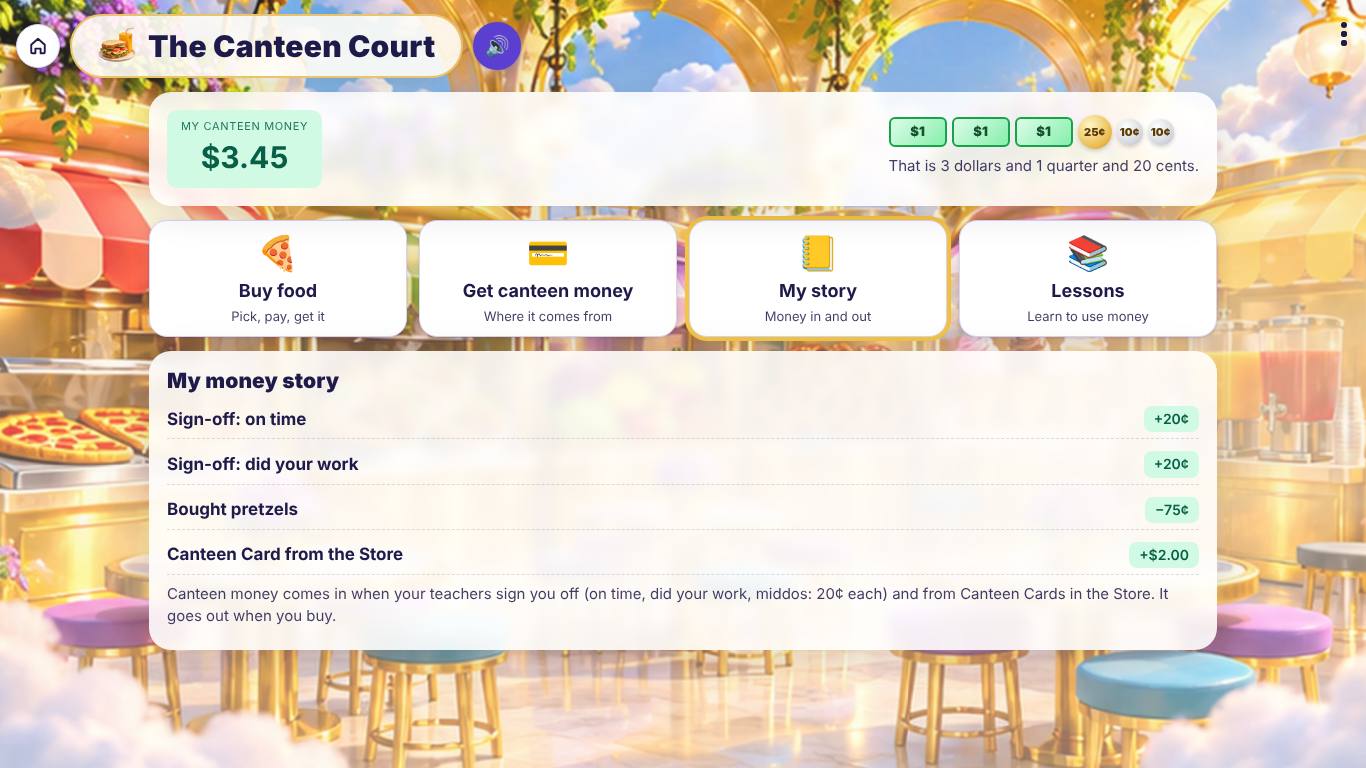 The Canteen Court
MY CANTEEN MONEY
$3.45
$1 $1 $1 25¢ 10¢ 10¢
That is 3 dollars and 1 quarter and 20 cents.
Buy food
Pick, pay, get it
Get canteen money
Where it comes from
My story
Money in and out
Lessons
Learn to use money
My money story
Sign-off: on time +20¢
Sign-off: did your work +20¢
Bought pretzels −75¢
Canteen Card from the Store +$2.00
Canteen money comes in when your teachers sign you off (on time, did your work, middos: 20¢ each) and from Canteen Cards in the Store. It
goes out when you buy.